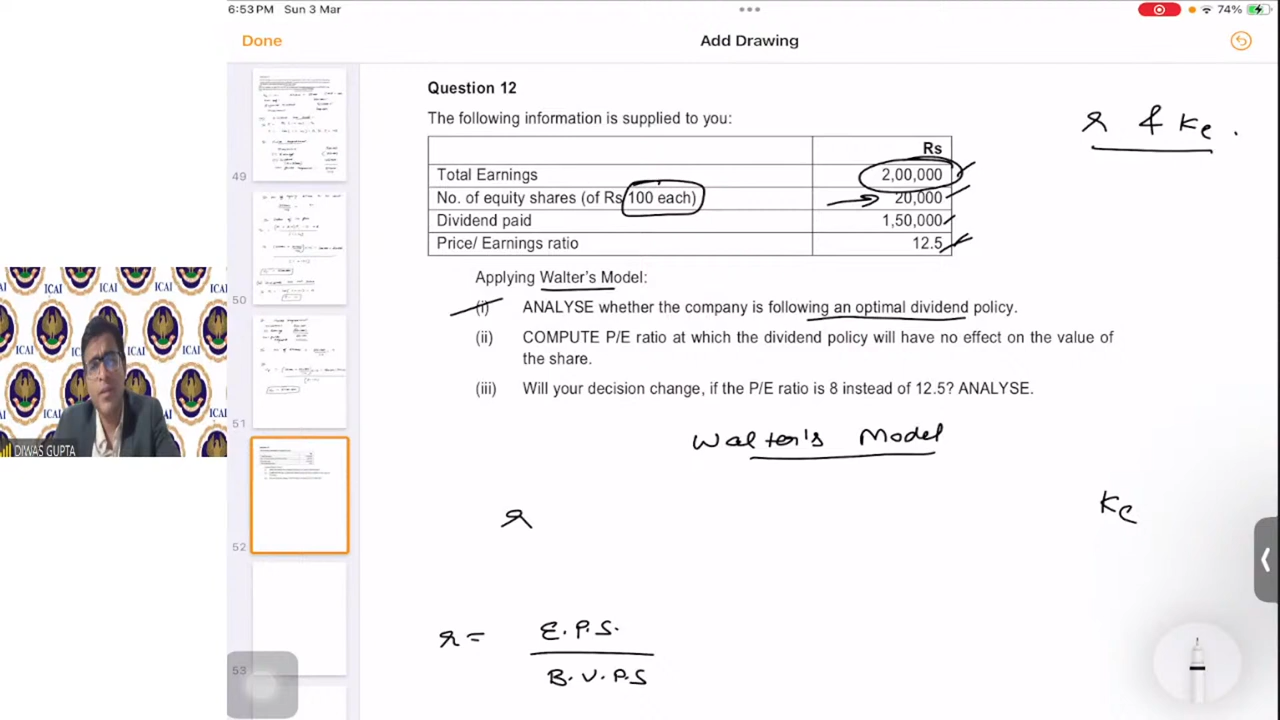 6:53PM Sun 3 Mar
74%
Done
Add Drawing
Question 12
The following information is supplied to you:
Rs
Total Earnings 2,00,000
No. of equity shares (of Rs 100 each) 20,000
Dividend paid 1,50,000
Price/ Earnings ratio 12.5
r & Ke.
Applying Walter's Model:
(i) ANALYSE whether the company is following an optimal dividend policy.
(ii) COMPUTE P/E ratio at which the dividend policy will have no effect on the value of
the share.
(iii) Will your decision change, if the P/E ratio is 8 instead of 12.5? ANALYSE.
Walter's Model
r Ke
r = E.P.S.
B.V.P.S
49
50
51
52
53
ICAI
ICAI
ICAI
ICAI
DIWAS GUPTA